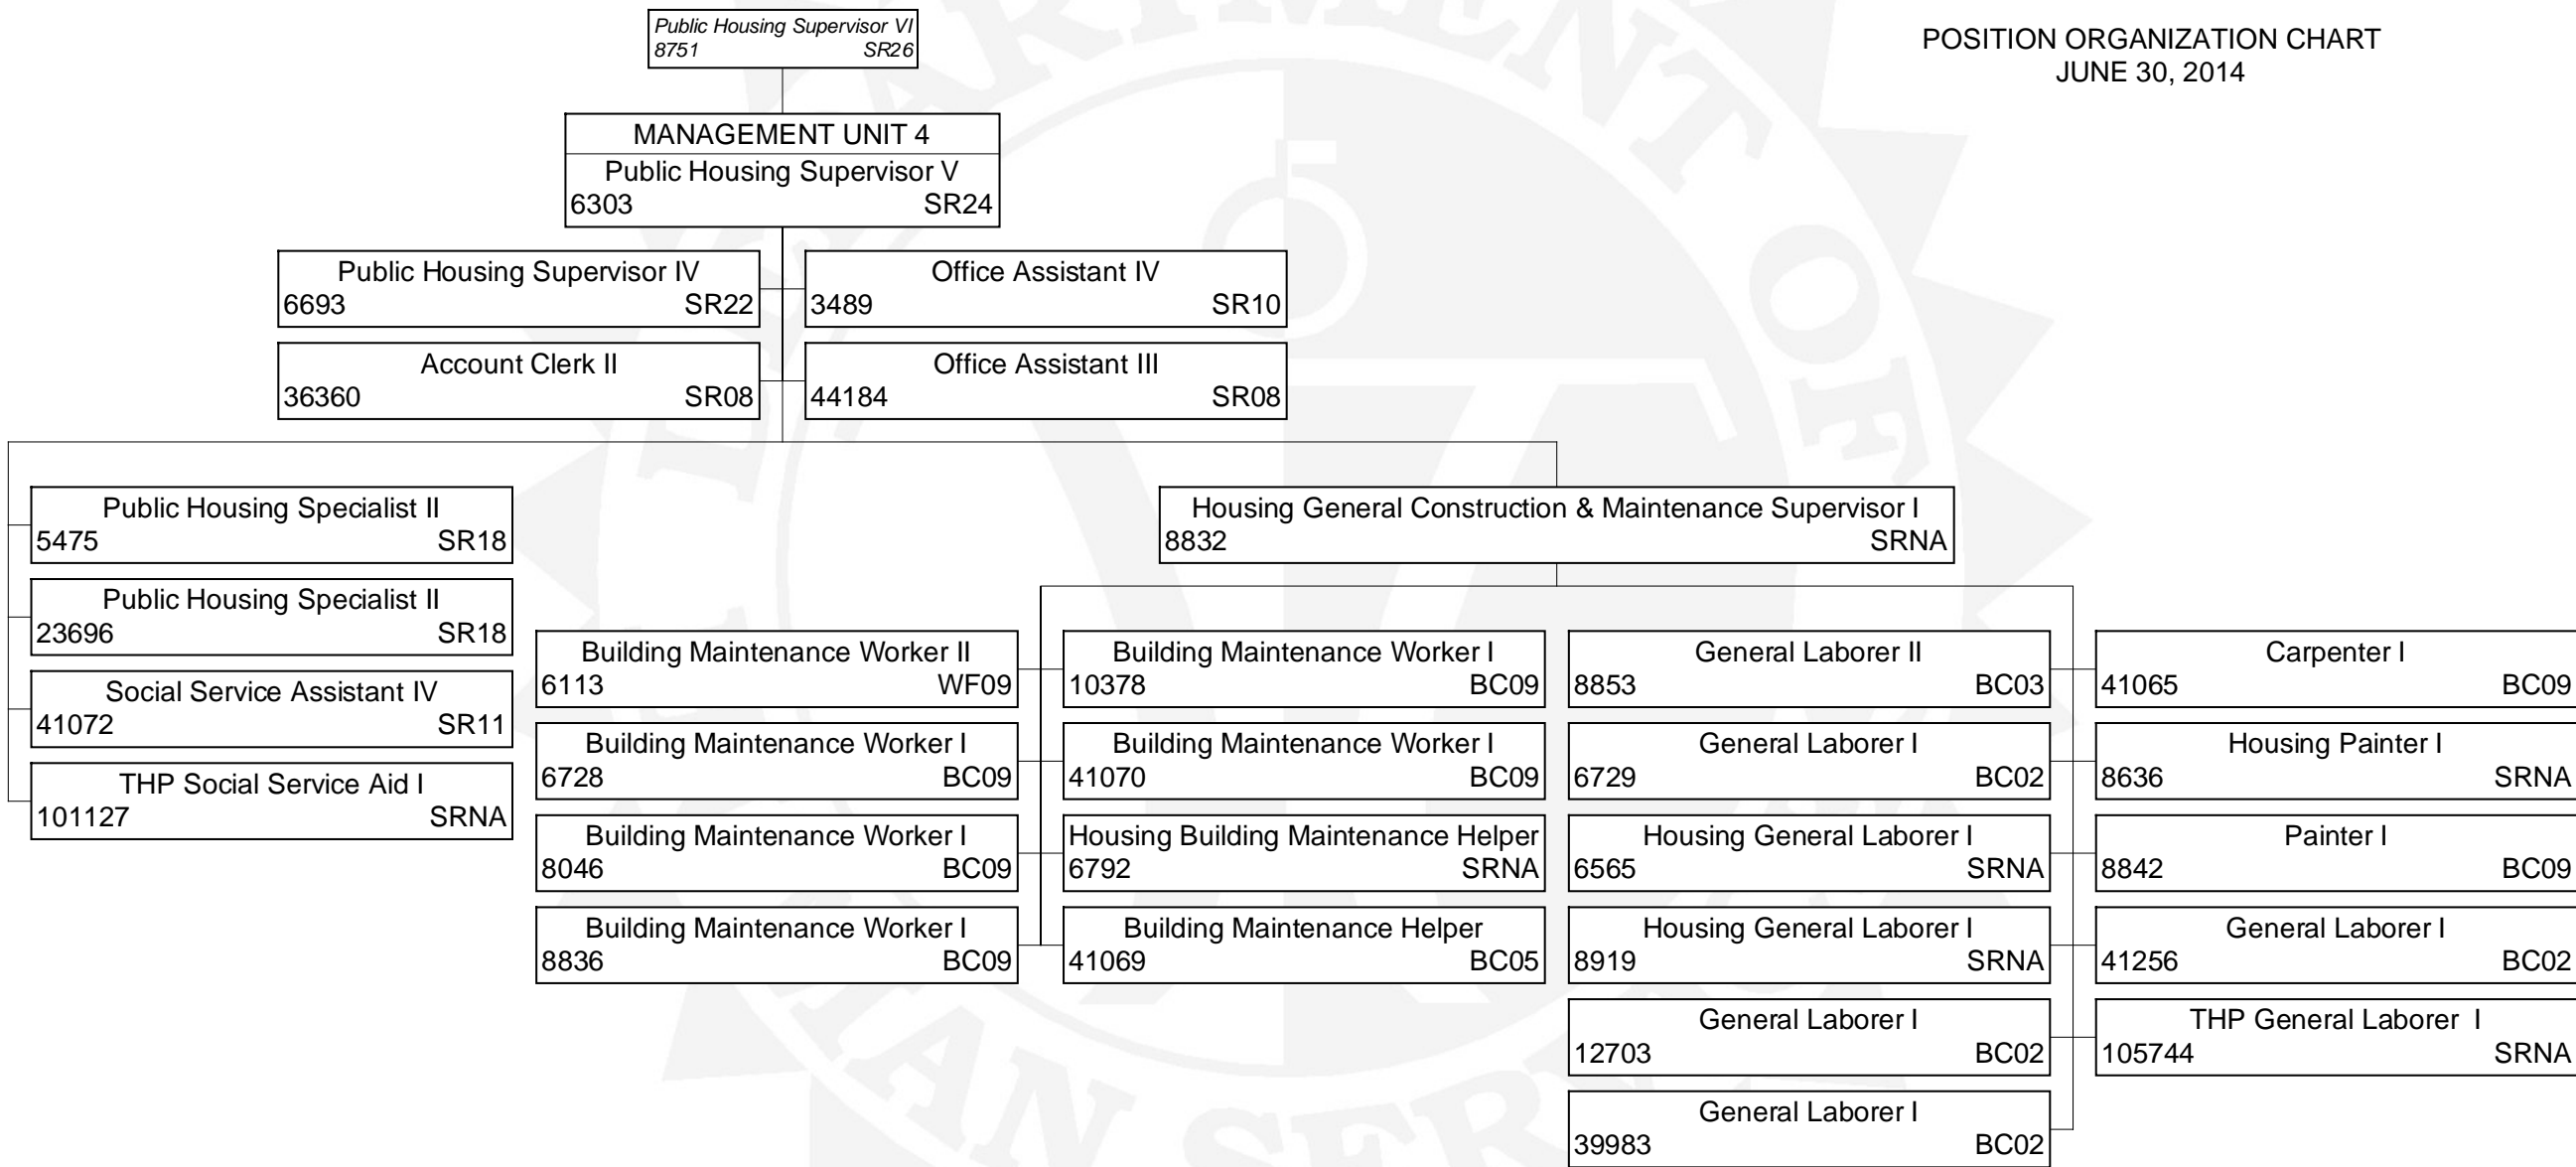 Public Housing Supervisor VI
8751 SR26
POSITION ORGANIZATION CHART
JUNE 30, 2014
MANAGEMENT UNIT 4
Public Housing Supervisor V
6303 SR24
Public Housing Supervisor IV
6693 SR22
Office Assistant IV
3489 SR10
Account Clerk II
36360 SR08
Office Assistant III
44184 SR08
Public Housing Specialist II
5475 SR18
Public Housing Specialist II
23696 SR18
Social Service Assistant IV
41072 SR11
THP Social Service Aid I
101127 SRNA
Housing General Construction & Maintenance Supervisor I
8832 SRNA
Building Maintenance Worker II
6113 WF09
Building Maintenance Worker I
6728 BC09
Building Maintenance Worker I
8046 BC09
Building Maintenance Worker I
8836 BC09
Building Maintenance Worker I
10378 BC09
Building Maintenance Worker I
41070 BC09
Housing Building Maintenance Helper
6792 SRNA
Building Maintenance Helper
41069 BC05
General Laborer II
8853 BC03
General Laborer I
6729 BC02
Housing General Laborer I
6565 SRNA
Housing General Laborer I
8919 SRNA
General Laborer I
12703 BC02
General Laborer I
39983 BC02
Carpenter I
41065 BC09
Housing Painter I
8636 SRNA
Painter I
8842 BC09
General Laborer I
41256 BC02
THP General Laborer  I
105744 SRNA